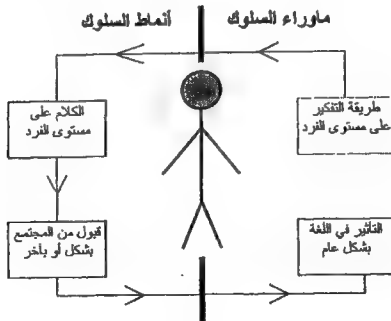 ماوراء السلوك
أنماط السلوك
طريقة التفكير
على مستوى الفرد
الكلام على
مستوى الفرد
قبول من المجتمع
بشكل أو بآخر
التأثير في اللغة
بشكل عام